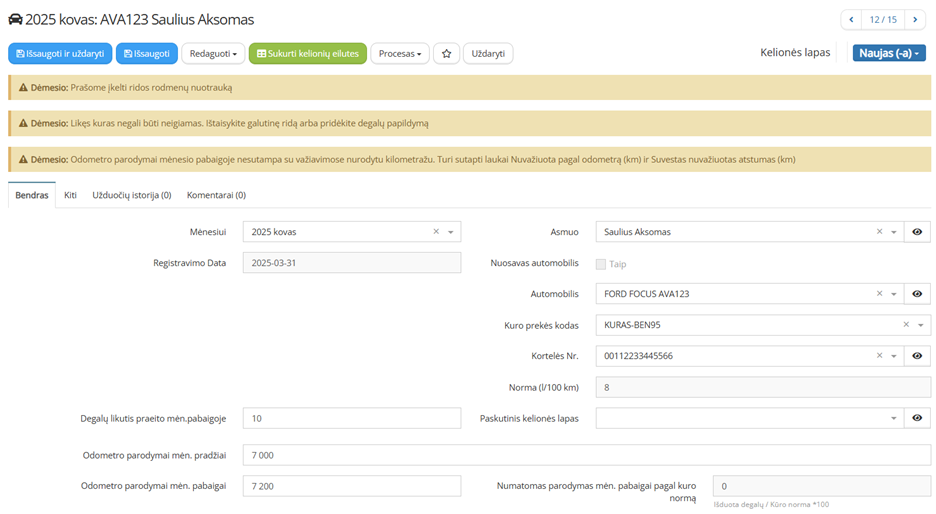 2025 kovas: AVA123 Saulius Aksomas
12 / 15
Išsaugoti ir uždaryti
Išsaugoti
Redaguoti
Sukurti kelionių eilutes
Procesas
Uždaryti
Kelionės lapas
Naujas (-a)
Dėmesio: Prašome įkelti ridos rodmenų nuotrauką
Dėmesio: Likęs kuras negali būti neigiamas. Ištaisykite galutinę ridą arba pridėkite degalų papildymą
Dėmesio: Odometro parodymai mėnesio pabaigoje nesutampa su važiavimose nurodytu kilometražu. Turi sutapti laukai Nuvažiuota pagal odometrą (km) ir Suvestas nuvažiuotas atstumas (km)
Bendras Kiti Užduočių istorija (0) Komentarai (0)
Mėnesiui 2025 kovas
Asmuo Saulius Aksomas
Registravimo Data 2025-03-31
Nuosavas automobilis Taip
Automobilis FORD FOCUS AVA123
Kuro prekės kodas KURAS-BEN95
Kortelės Nr. 00112233445566
Norma (l/100 km) 8
Degalų likutis praeito mėn.pabaigoje 10
Paskutinis kelionės lapas
Odometro parodymai mėn. pradžiai 7 000
Odometro parodymai mėn. pabaigai 7 200
Numatomas parodymas mėn. pabaigai pagal kuro
normą
0
Išduota degalų / Kūro norma *100